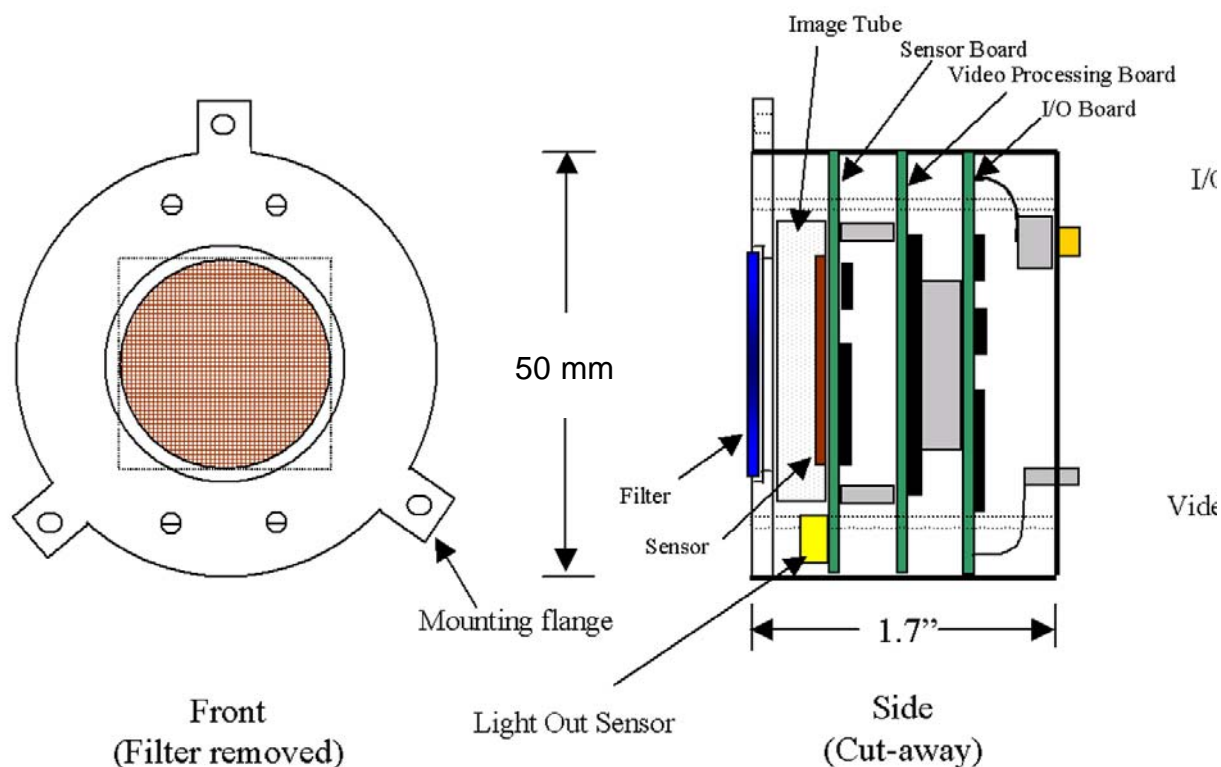 Image Tube
Sensor Board
Video Processing Board
I/O Board
50 mm
Filter
Sensor
Mounting flange
1.7”
Light Out Sensor
Front
(Filter removed)
Side
(Cut-away)